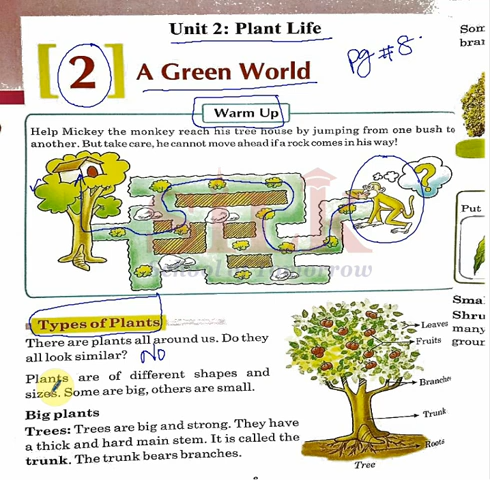 Unit 2: Plant Life
Som
bran
2
A Green World
Pg #8.
Warm Up
Help Mickey the monkey reach his tree house by jumping from one bush to
another. But take care, he cannot move ahead if a rock comes in his way!
?
Put
School of Tomorrow
Types of Plants
There are plants all around us. Do they
all look similar? NO
Plants are of different shapes and
sizes. Some are big, others are small.
Big plants
Trees: Trees are big and strong. They have
a thick and hard main stem. It is called the
trunk. The trunk bears branches.
Leaves
Fruits
Branches
Trunk
Roots
Tree
Smal
Shru
many
groun